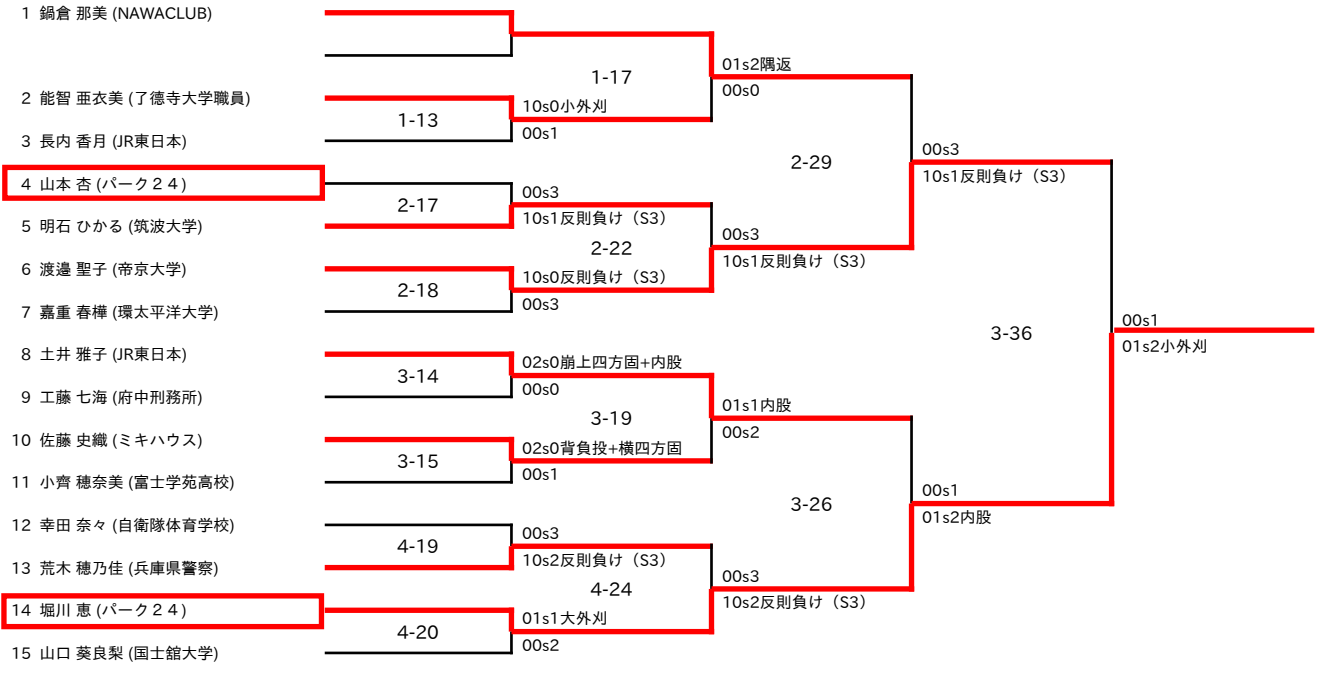 1 鍋倉 那美 (NAWACLUB)
01s2隅返
1-17
00s0
2 能智 亜衣美 (了德寺大学職員)
10s0小外刈
1-13
00s1
3 長内 香月 (JR東日本)
2-29
00s3
10s1反則負け（S3）
4 山本 杏 (パーク２４)
00s3
2-17
10s1反則負け（S3）
5 明石 ひかる (筑波大学)
00s3
2-22
10s1反則負け（S3）
6 渡邉 聖子 (帝京大学)
10s0反則負け（S3）
2-18
00s3
7 嘉重 春樺 (環太平洋大学)
3-36
00s1
01s2小外刈
8 土井 雅子 (JR東日本)
02s0崩上四方固+内股
3-14
00s0
9 工藤 七海 (府中刑務所)
01s1内股
3-19
00s2
10 佐藤 史織 (ミキハウス)
02s0背負投+横四方固
3-15
00s1
11 小齊 穂奈美 (富士学苑高校)
00s1
3-26
01s2内股
12 幸田 奈々 (自衛隊体育学校)
00s3
4-19
10s2反則負け（S3）
13 荒木 穂乃佳 (兵庫県警察)
00s3
4-24
10s2反則負け（S3）
14 堀川 恵 (パーク２４)
01s1大外刈
4-20
00s2
15 山口 葵良梨 (国士舘大学)